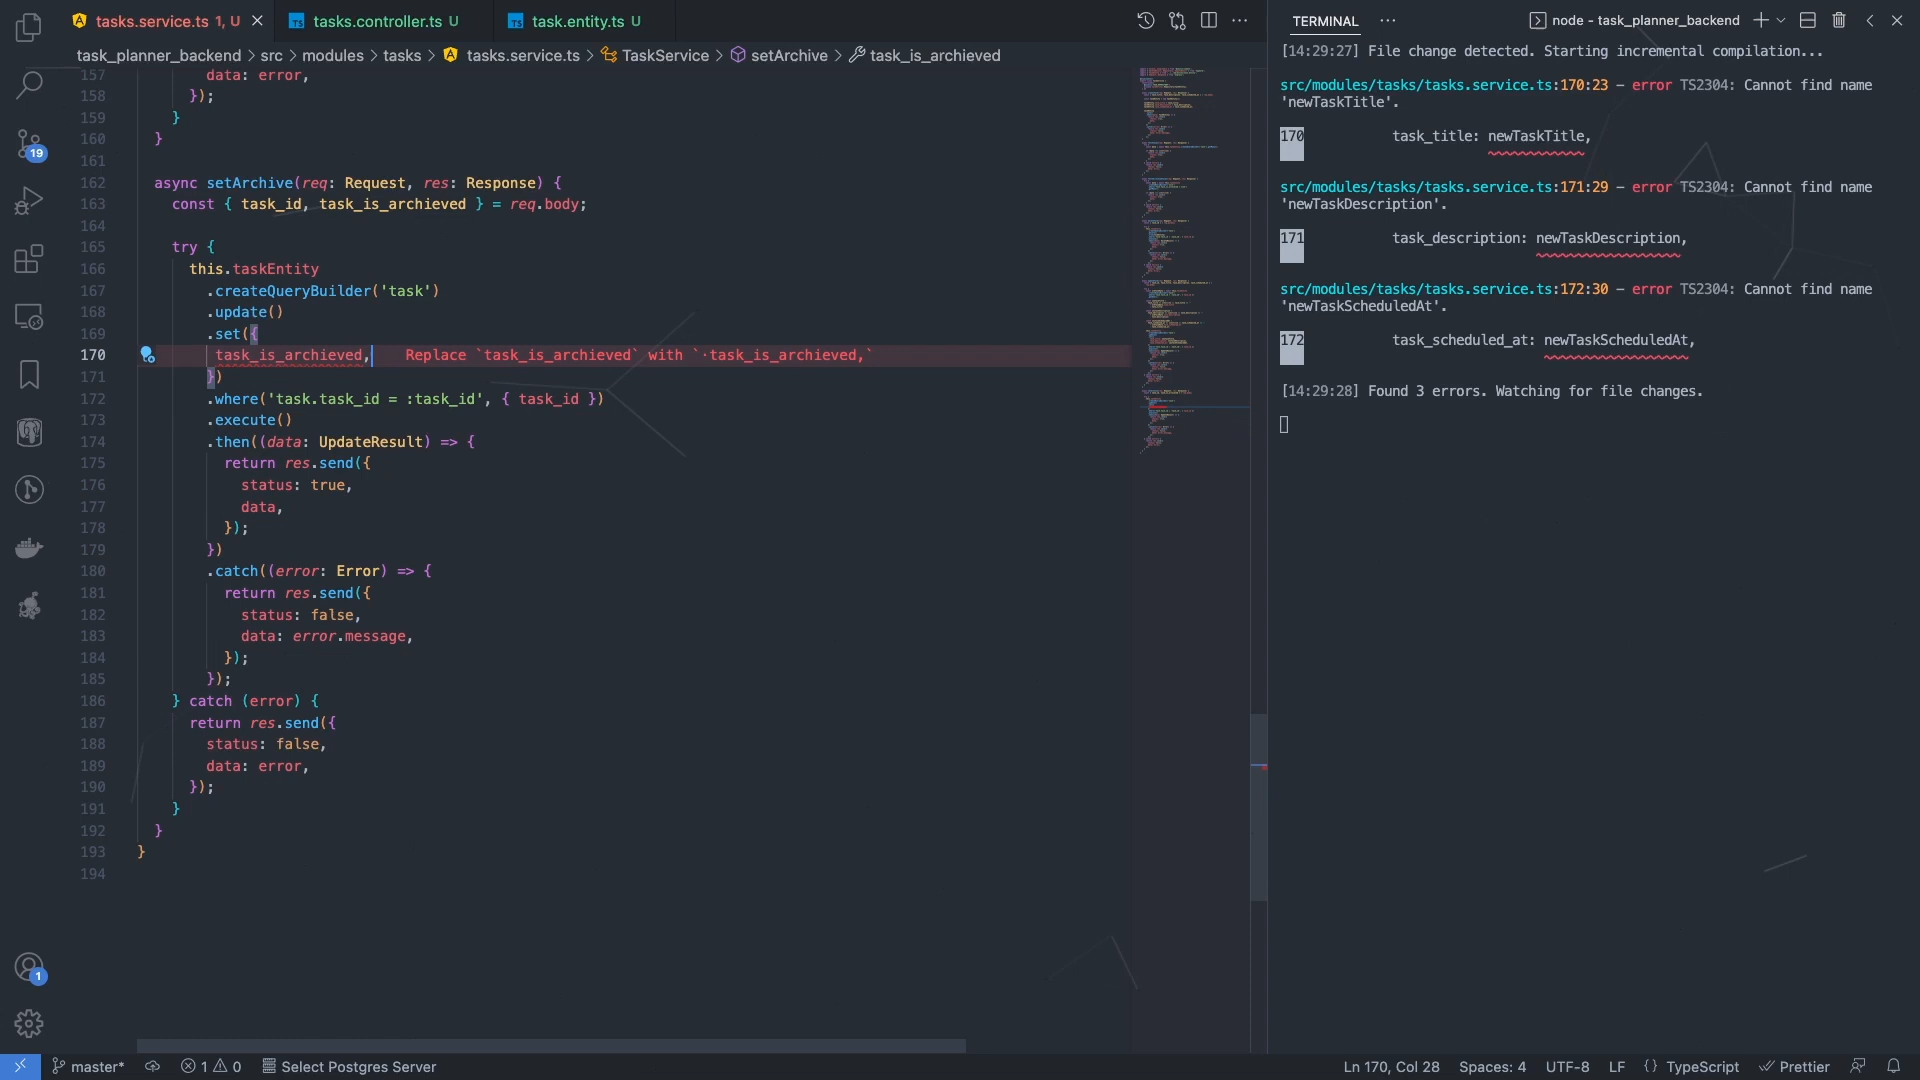 tasks.service.ts 1, U
TS tasks.controller.ts U
TS task.entity.ts U
task_planner_backend > src > modules > tasks > tasks.service.ts > TaskService > setArchive > task_is_archieved
157 data: error,
158 });
159 }
160 }
161
162 async setArchive(req: Request, res: Response) {
163 const { task_id, task_is_archieved } = req.body;
164
165 try {
166 this.taskEntity
167 .createQueryBuilder('task')
168 .update()
169 .set({
170 task_is_archieved, Replace `task_is_archieved` with `·task_is_archieved,`
171 })
172 .where('task.task_id = :task_id', { task_id })
173 .execute()
174 .then((data: UpdateResult) => {
175 return res.send({
176 status: true,
177 data,
178 });
179 })
180 .catch((error: Error) => {
181 return res.send({
182 status: false,
183 data: error.message,
184 });
185 });
186 } catch (error) {
187 return res.send({
188 status: false,
189 data: error,
190 });
191 }
192 }
193 }
194
TERMINAL
node - task_planner_backend
[14:29:27] File change detected. Starting incremental compilation...
src/modules/tasks/tasks.service.ts:170:23 - error TS2304: Cannot find name
'newTaskTitle'.
170 task_title: newTaskTitle,
src/modules/tasks/tasks.service.ts:171:29 - error TS2304: Cannot find name
'newTaskDescription'.
171 task_description: newTaskDescription,
src/modules/tasks/tasks.service.ts:172:30 - error TS2304: Cannot find name
'newTaskScheduledAt'.
172 task_scheduled_at: newTaskScheduledAt,
[14:29:28] Found 3 errors. Watching for file changes.
19
1
master*
1
0
Select Postgres Server
Ln 170, Col 28
Spaces: 4
UTF-8
LF
{} TypeScript
Prettier